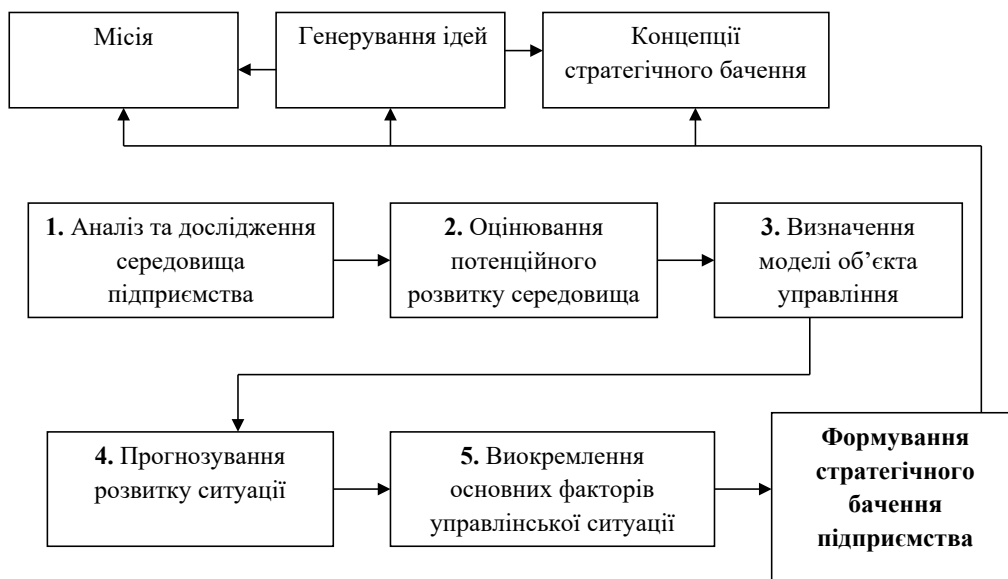 Місія
Генерування ідей
Концепції
стратегічного бачення
1. Аналіз та дослідження
середовища
підприємства
2. Оцінювання
потенційного
розвитку середовища
3. Визначення
моделі об’єкта
управління
4. Прогнозування
розвитку ситуації
5. Виокремлення
основних факторів
управлінської ситуації
Формування
стратегічного
бачення
підприємства